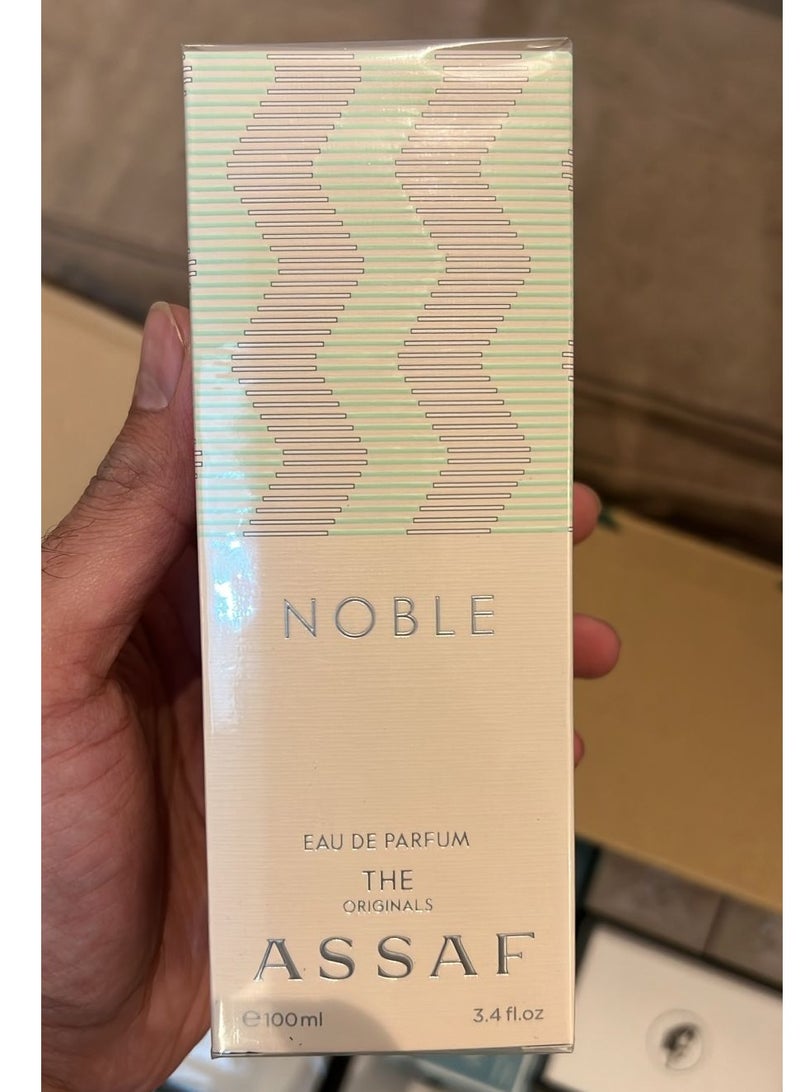 NOBLE
EAU DE PARFUM
THE
ORIGINALS
ASSAF
℮100ml 3.4 fl.oz